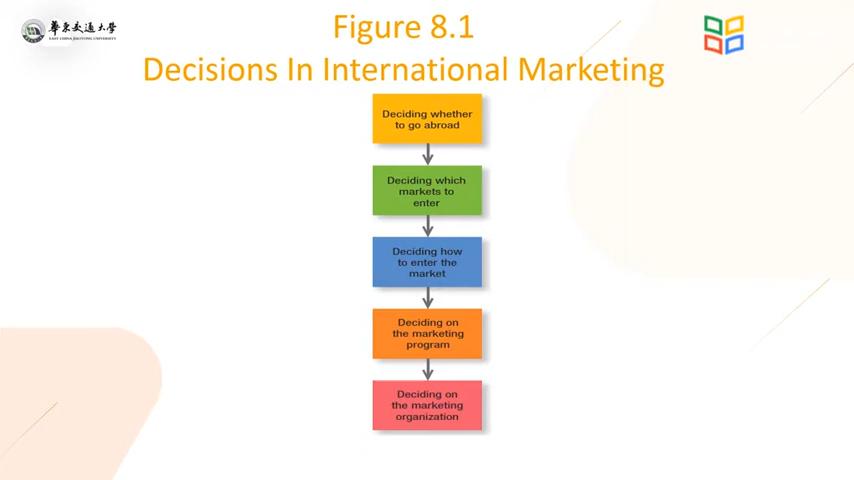 華東交通大學
EAST CHINA JIAOTONG UNIVERSITY
Figure 8.1
Decisions In International Marketing
Deciding whether
to go abroad
Deciding which
markets to
enter
Deciding how
to enter the
market
Deciding on
the marketing
program
Deciding on
the marketing
organization